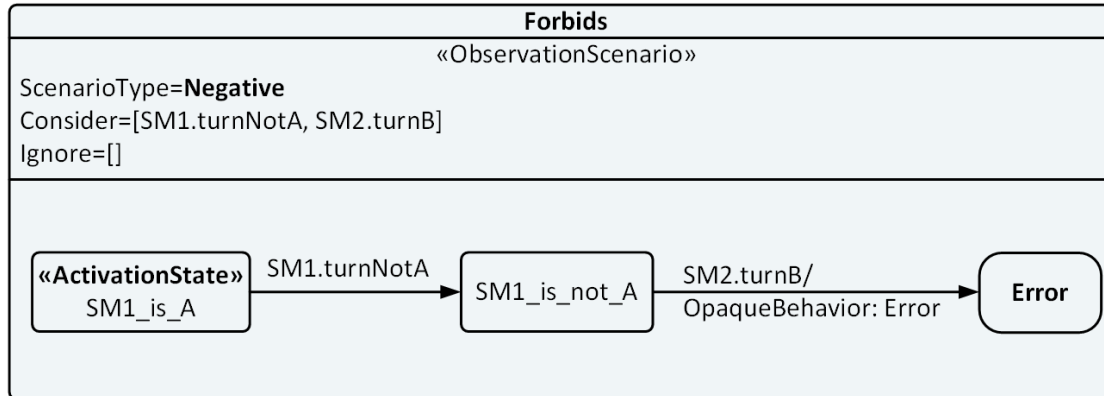 Forbids
«ObservationScenario»
ScenarioType=Negative
Consider=[SM1.turnNotA, SM2.turnB]
Ignore=[]
«ActivationState»
SM1_is_A
SM1.turnNotA
SM1_is_not_A
SM2.turnB/
OpaqueBehavior: Error
Error